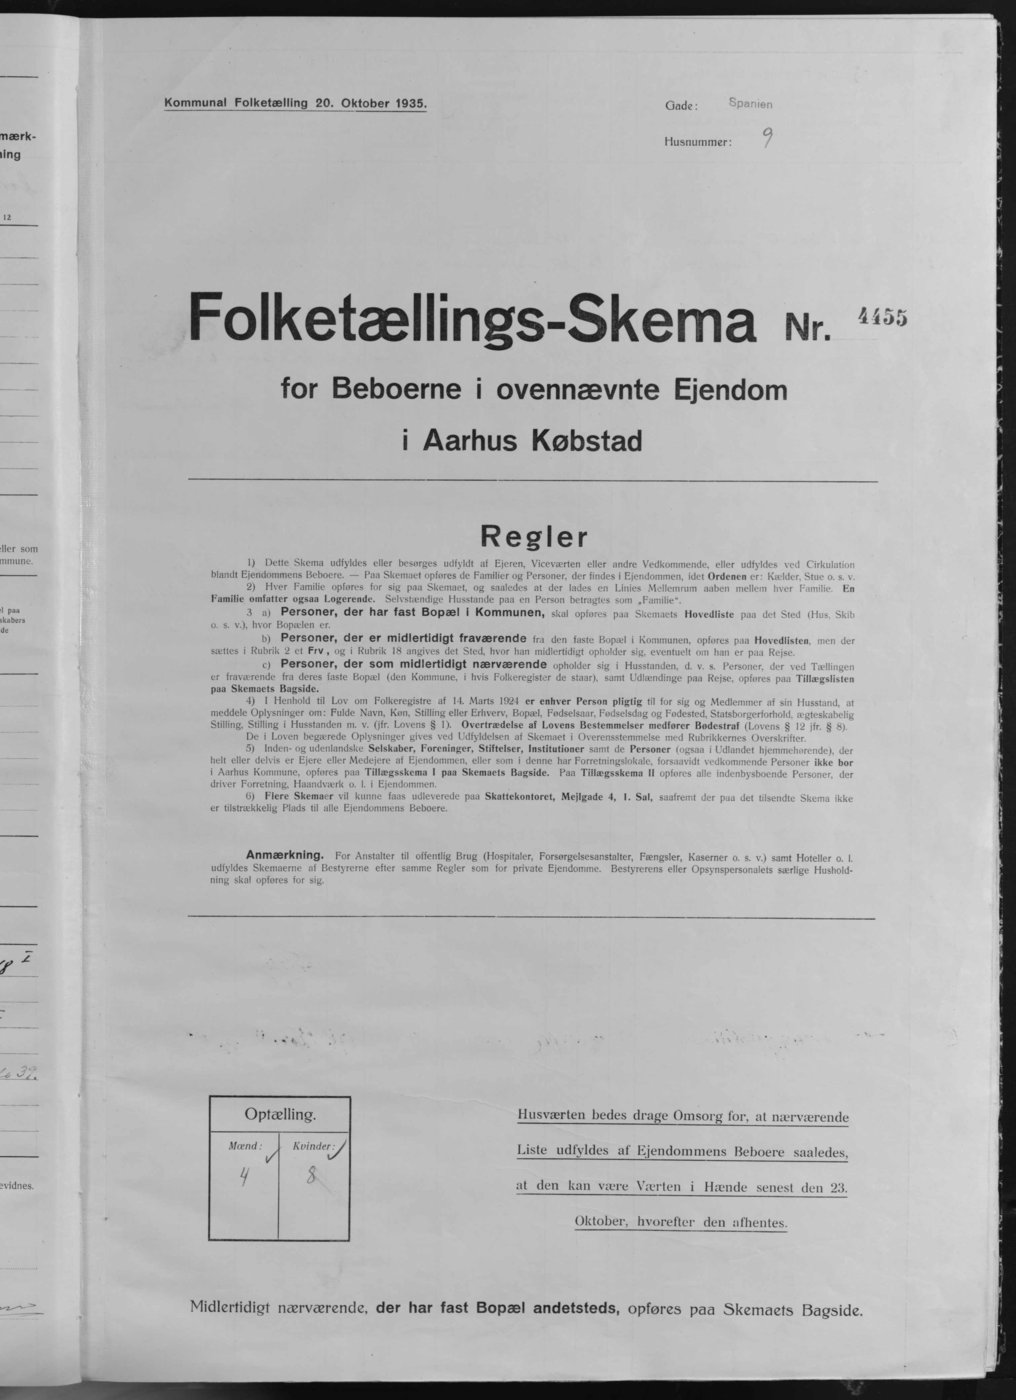 mærk-
ning
12
eller som
mmune.
el paa
skabers
de
8 I
39.
evidnes.
Kommunal Folketælling 20. Oktober 1935.
Gade: Spanien
Husnummer: 9
Folketællings-Skema Nr. 4455
for Beboerne i ovennævnte Ejendom
i Aarhus Købstad
Regler
1) Dette Skema udfyldes eller besørges udfyldt af Ejeren, Viceværten eller andre Vedkommende, eller udfyldes ved Cirkulation
blandt Ejendommens Beboere. — Paa Skemaet opføres de Familier og Personer, der findes i Ejendommen, idet Ordenen er: Kælder, Stue o. s. v.
2) Hver Familie opføres for sig paa Skemaet, og saaledes at der lades en Linies Mellemrum aaben mellem hver Familie. En
Familie omfatter ogsaa Logerende. Selvstændige Husstande paa en Person betragtes som „Familie“.
3 a) Personer, der har fast Bopæl i Kommunen, skal opføres paa Skemaets Hovedliste paa det Sted (Hus, Skib
o. s. v.), hvor Bopælen er.
b) Personer, der er midlertidigt fraværende fra den faste Bopæl i Kommunen, opføres paa Hovedlisten, men der
sættes i Rubrik 2 et Frv, og i Rubrik 18 angives det Sted, hvor han midlertidigt opholder sig, eventuelt om han er paa Rejse.
c) Personer, der som midlertidigt nærværende opholder sig i Husstanden, d. v. s. Personer, der ved Tællingen
er fraværende fra deres faste Bopæl (den Kommune, i hvis Folkeregister de staar), samt Udlændinge paa Rejse, opføres paa Tillægslisten
paa Skemaets Bagside.
4) I Henhold til Lov om Folkeregistre af 14. Marts 1924 er enhver Person pligtig til for sig og Medlemmer af sin Husstand, at
meddele Oplysninger om: Fulde Navn, Køn, Stilling eller Erhverv, Bopæl, Fødselsaar, Fødselsdag og Fødested, Statsborgerforhold, ægteskabelig
Stilling, Stilling i Husstanden m. v. (jfr. Lovens § 1). Overtrædelse af Lovens Bestemmelser medfører Bødestraf (Lovens § 12 jfr. § 8).
De i Loven begærede Oplysninger gives ved Udfyldelsen af Skemaet i Overensstemmelse med Rubrikkernes Overskrifter.
5) Inden- og udenlandske Selskaber, Foreninger, Stiftelser, Institutioner samt de Personer (ogsaa i Udlandet hjemmehørende), der
helt eller delvis er Ejere eller Medejere af Ejendommen, eller som i denne har Forretningslokale, forsaavidt vedkommende Personer ikke bor
i Aarhus Kommune, opføres paa Tillægsskema I paa Skemaets Bagside. Paa Tillægsskema II opføres alle indenbysboende Personer, der
driver Forretning, Haandværk o. l. i Ejendommen.
6) Flere Skemaer vil kunne faas udleverede paa Skattekontoret, Mejlgade 4, 1. Sal, saafremt der paa det tilsendte Skema ikke
er tilstrækkelig Plads til alle Ejendommens Beboere.
Anmærkning. For Anstalter til offentlig Brug (Hospitaler, Forsørgelsesanstalter, Fængsler, Kaserner o. s. v.) samt Hoteller o. l.
udfyldes Skemaerne af Bestyrerne efter samme Regler som for private Ejendomme. Bestyrerens eller Opsynspersonalets særlige Hushold-
ning skal opføres for sig.
Optælling.
Mænd: Kvinder:
4 8
Husværten bedes drage Omsorg for, at nærværende
Liste udfyldes af Ejendommens Beboere saaledes,
at den kan være Værten i Hænde senest den 23.
Oktober, hvorefter den afhentes.
Midlertidigt nærværende, der har fast Bopæl andetsteds, opføres paa Skemaets Bagside.